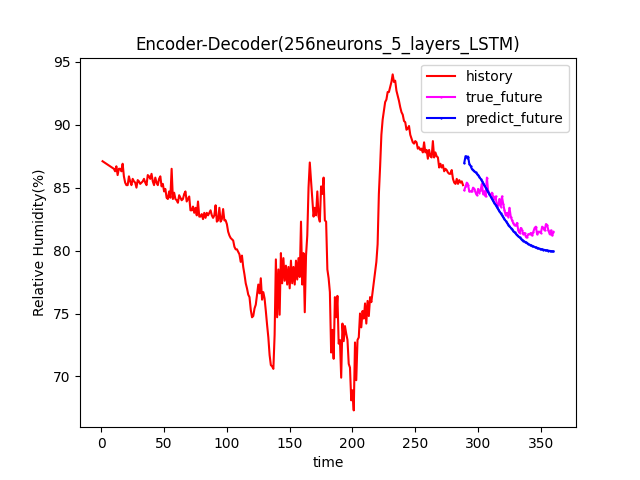 Encoder-Decoder(256neurons_5_layers_LSTM)
history
true_future
predict_future
Relative Humidity(%)
95
90
85
80
75
70
0 50 100 150 200 250 300 350
time